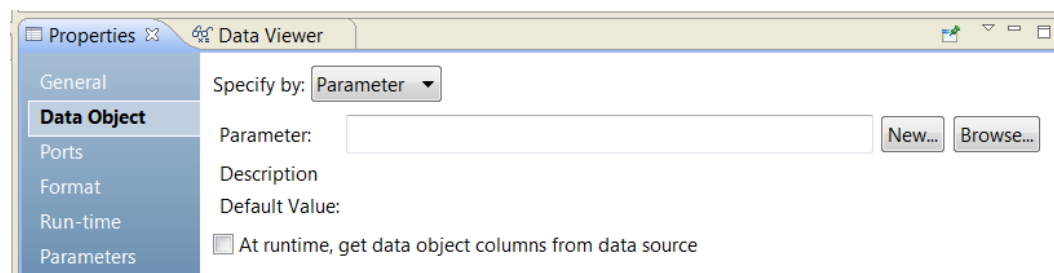 Properties Data Viewer
General
Data Object
Ports
Format
Run-time
Parameters
Specify by: Parameter
Parameter: New... Browse...
Description
Default Value:
At runtime, get data object columns from data source